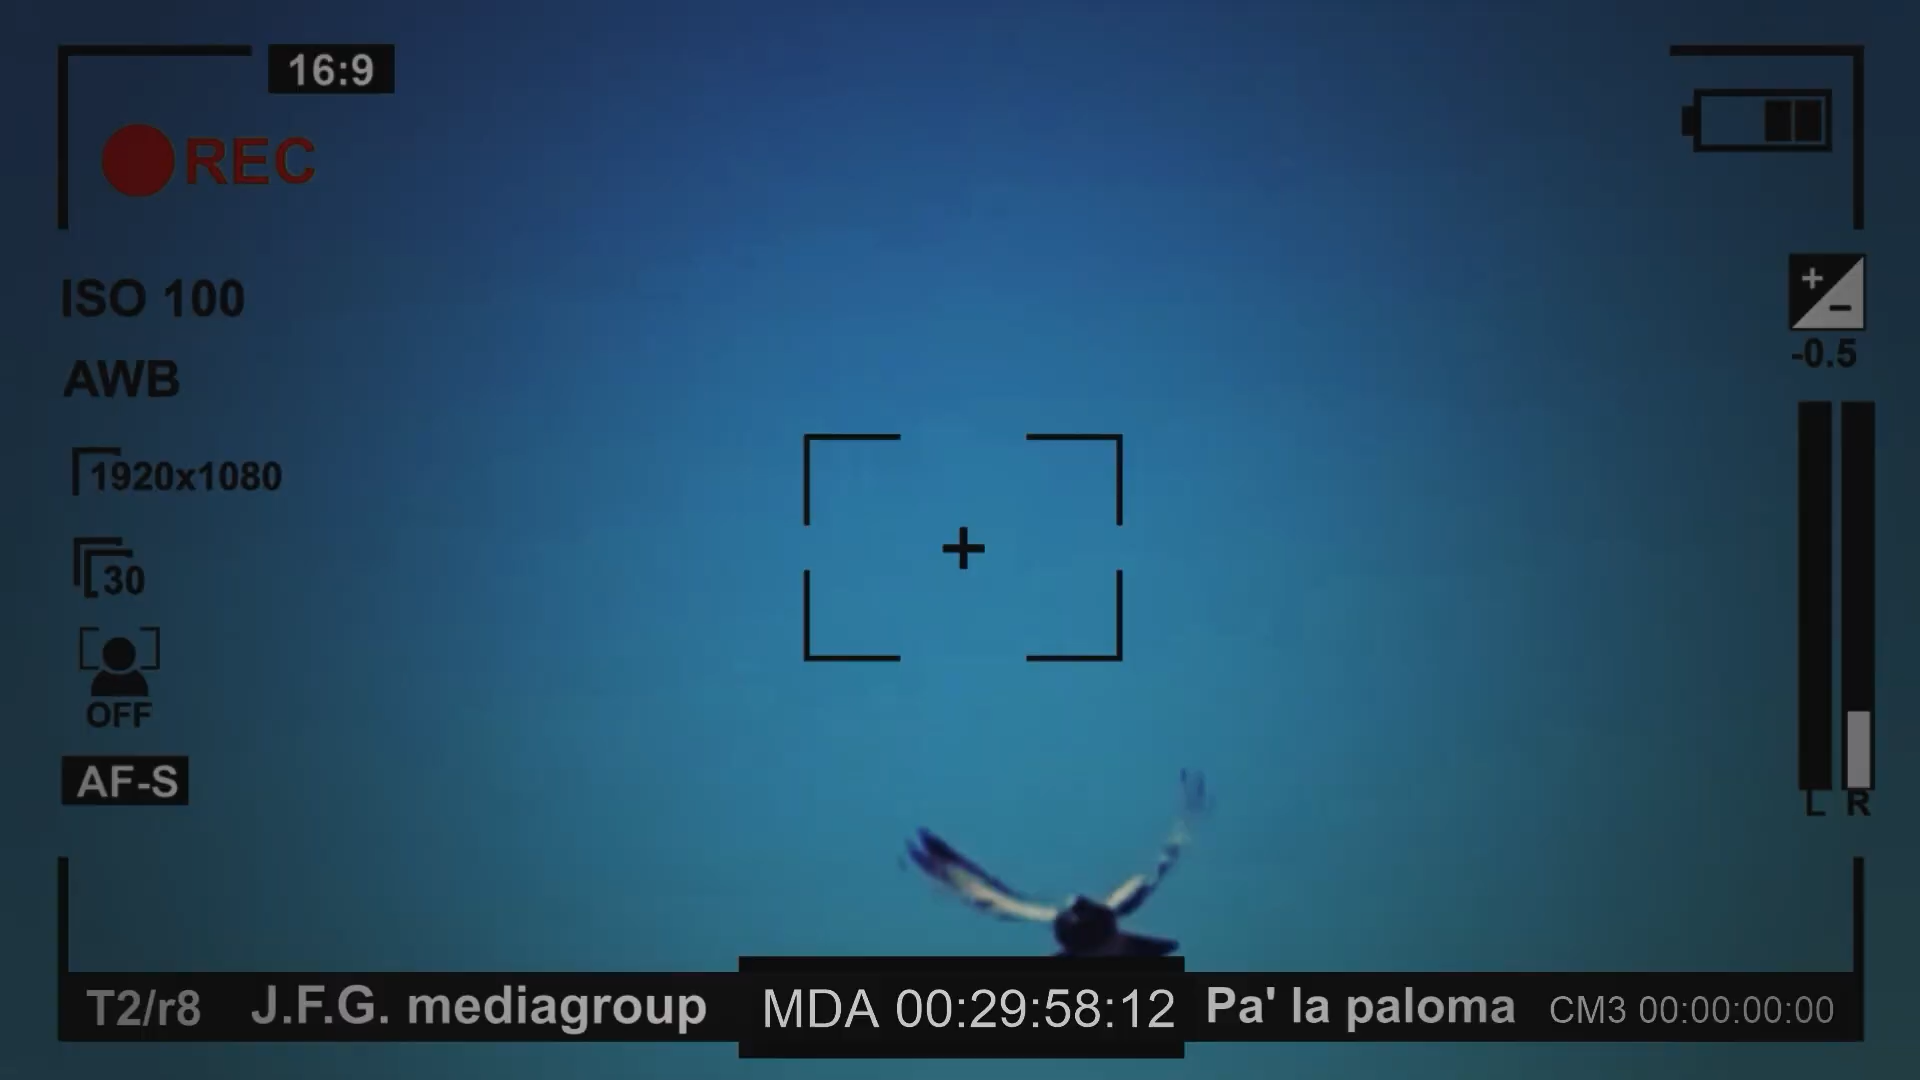 16:9
REC
ISO 100
AWB
1920x1080
30
OFF
AF-S
+
-
-0.5
L R
T2/r8 J.F.G. mediagroup MDA 00:29:58:12 Pa' la paloma CM3 00:00:00:00